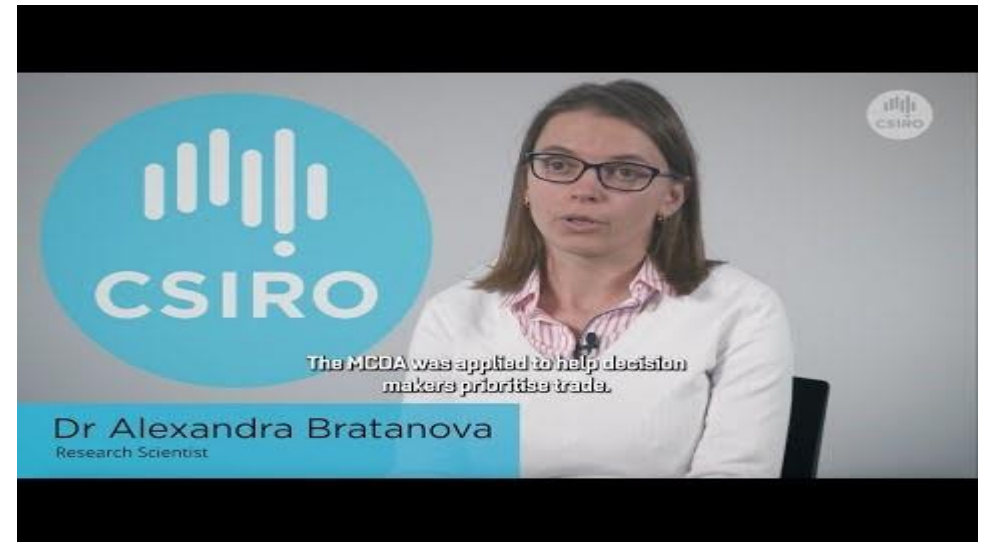 CSIRO
CSIRO
The MCDA was applied to help decision
makers prioritise trade.
Dr Alexandra Bratanova
Research Scientist